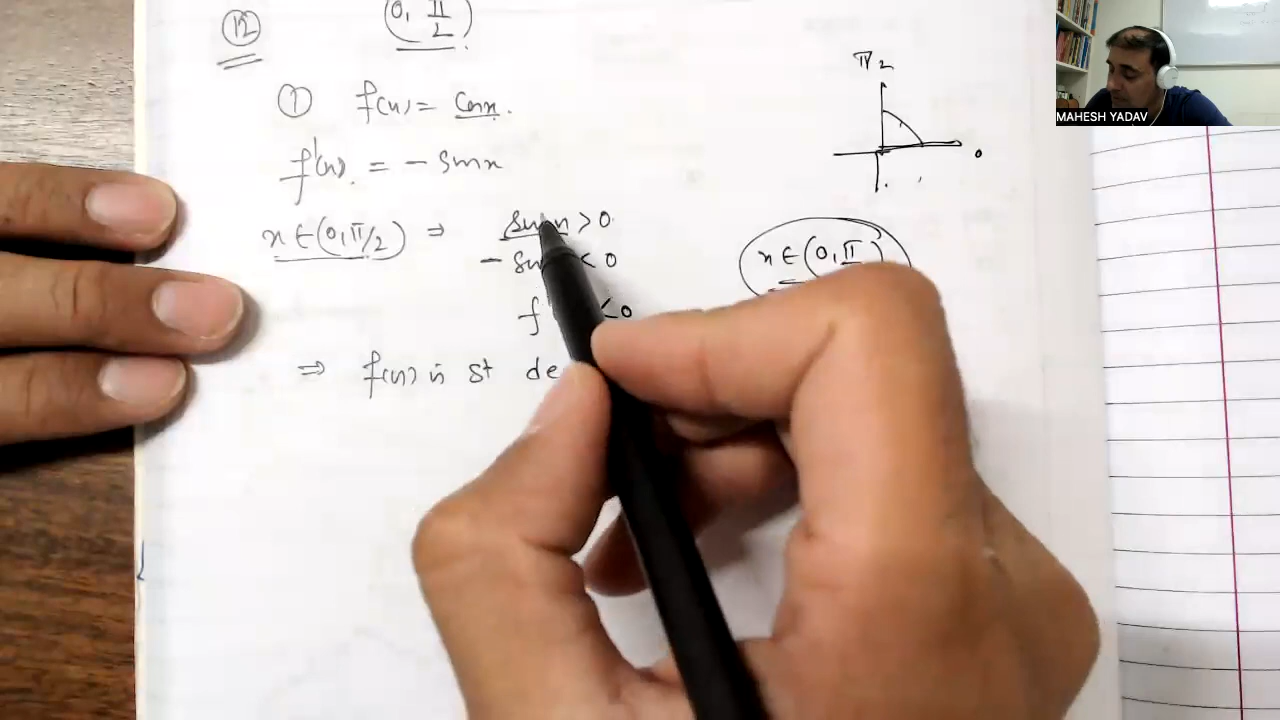 12 (0, π/2)
① f(x) = cosx.
f'(x). = - sinx
x ∈ (0, π/2) ⇒ sinx > 0
- sin < 0
f < 0
⇒ f(x) is st de
π/2
0
x ∈ (0, π
MAHESH YADAV